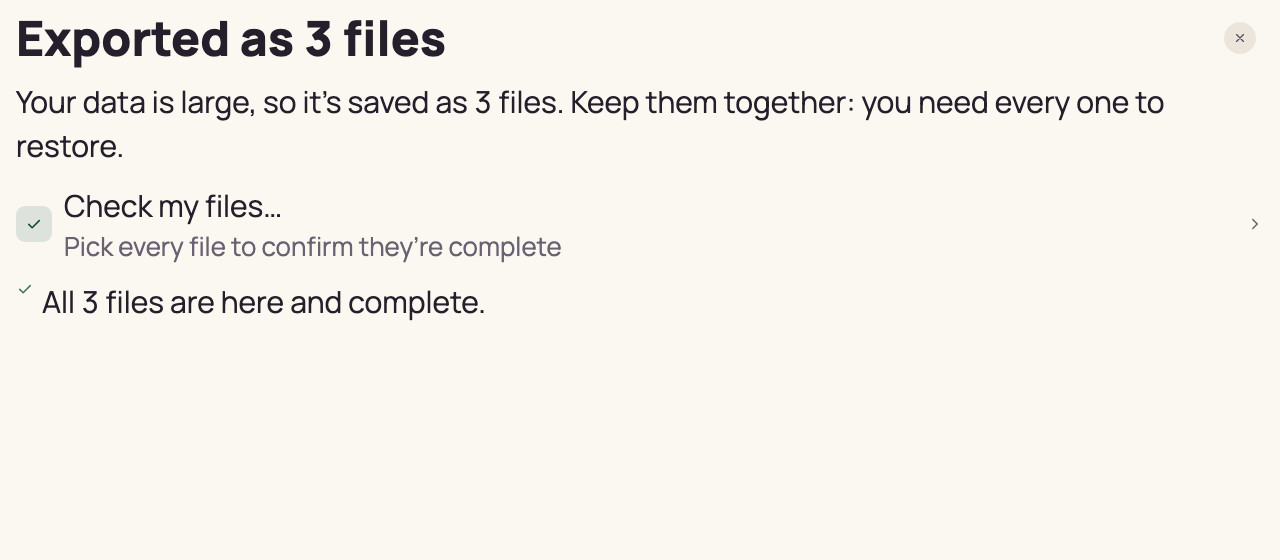 Exported as 3 files
Your data is large, so it’s saved as 3 files. Keep them together: you need every one to
restore.
Check my files…
Pick every file to confirm they’re complete
All 3 files are here and complete.